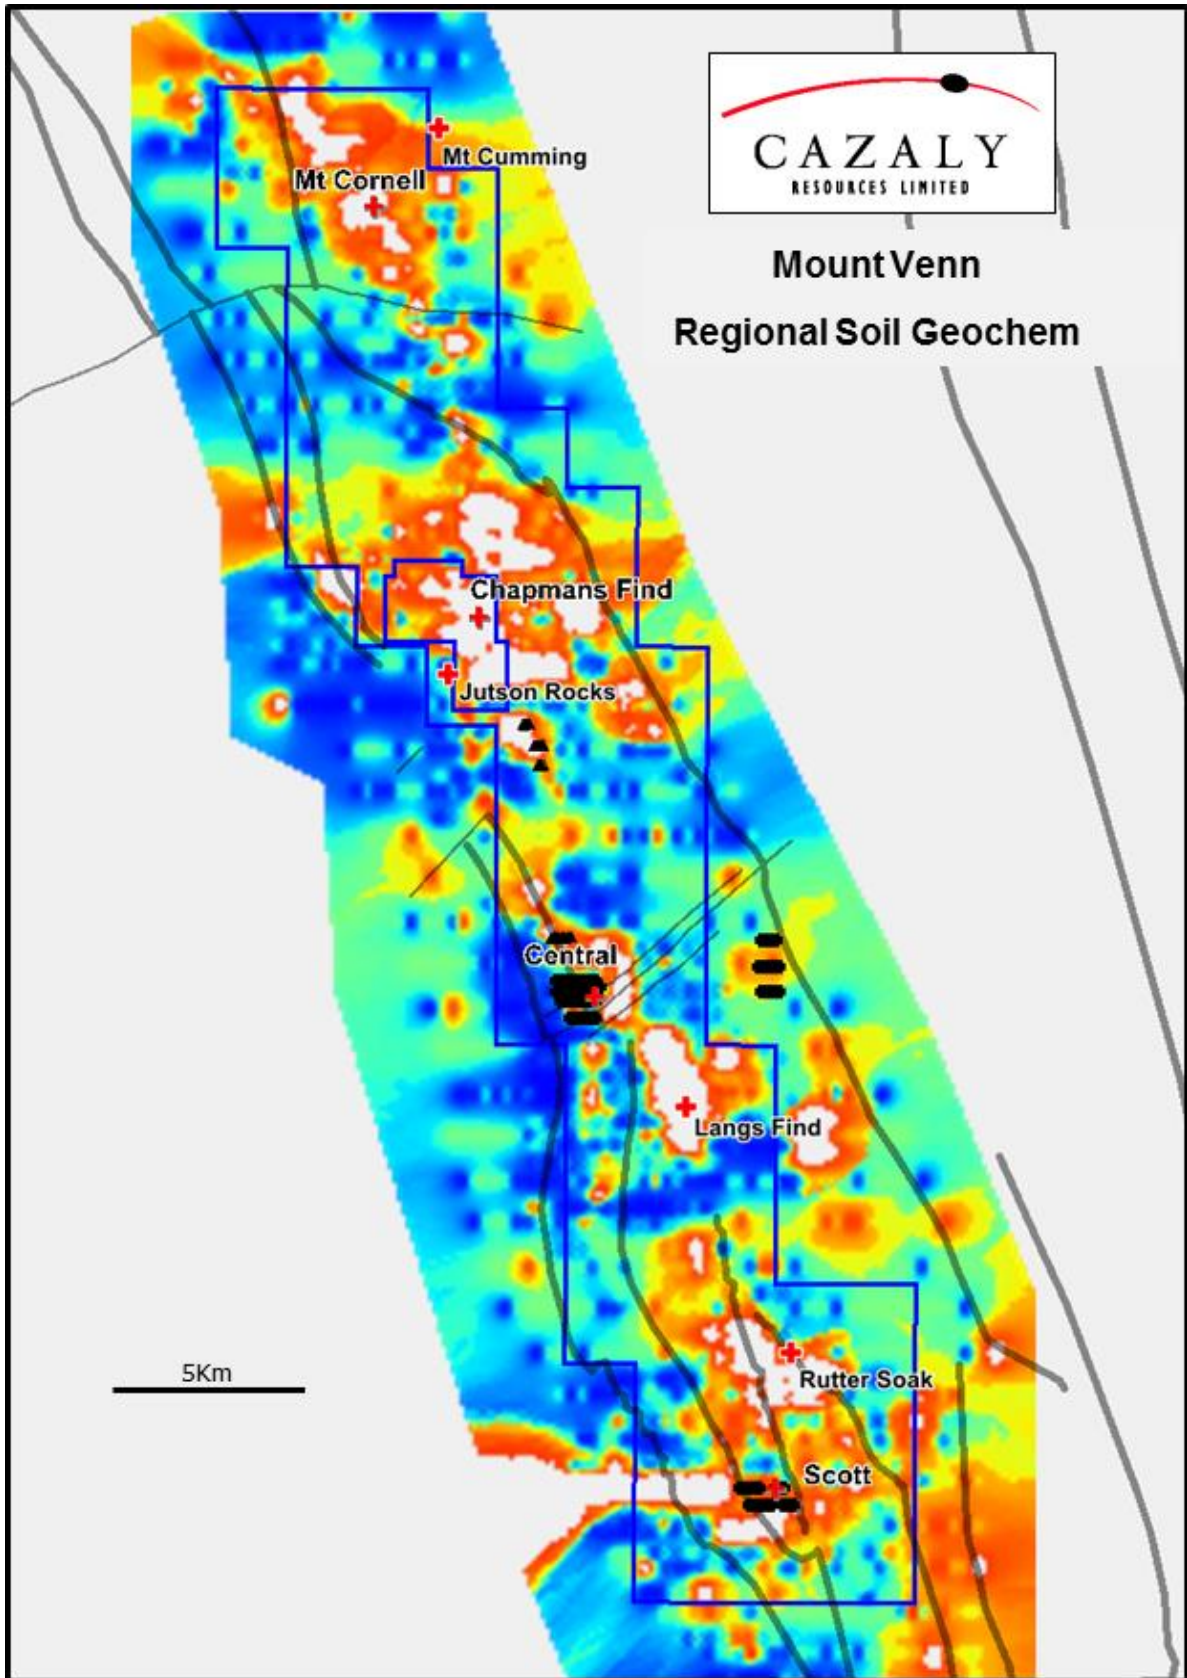 CAZALY
RESOURCES LIMITED
Mount Venn
Regional Soil Geochem
Mt Cumming
Mt Cornell
Chapmans Find
Jutson Rocks
Central
Langs Find
Rutter Soak
5Km
Scott